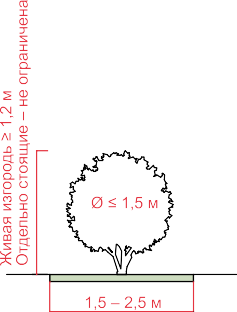 Живая изгородь ≥ 1,2 м
Отдельно стоящие – не ограничена
Ø ≤ 1,5 м
1,5 – 2,5 м